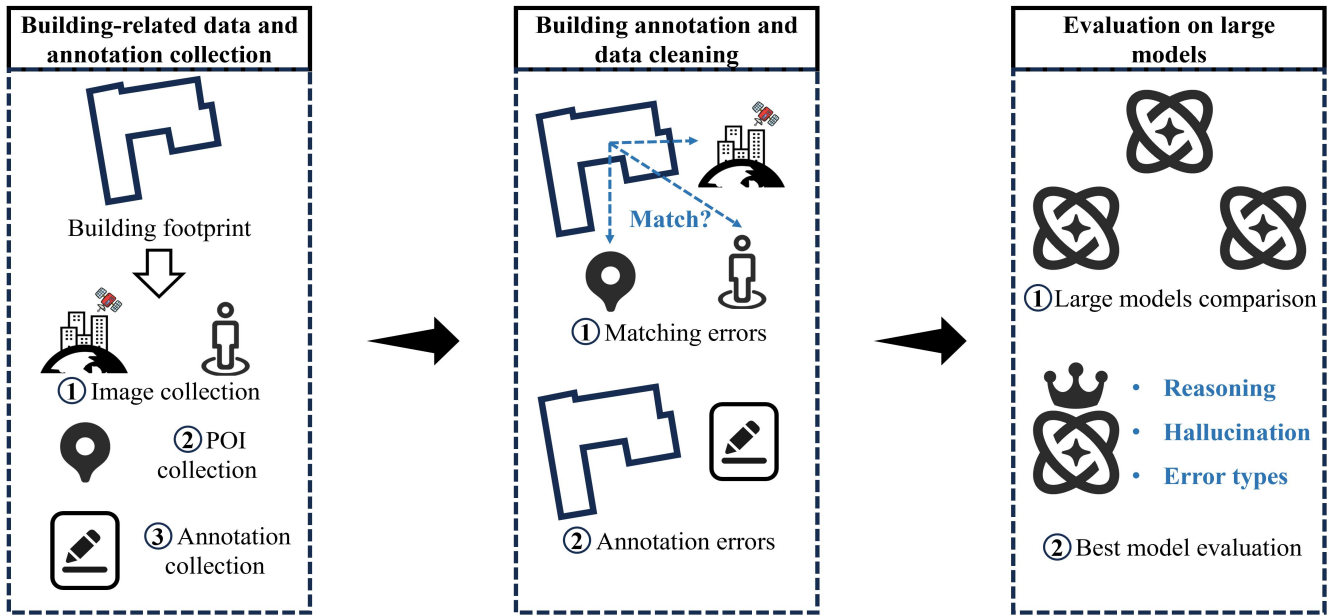 Building-related data and
annotation collection
Building footprint
① Image collection
② POI
collection
③ Annotation
collection
Building annotation and
data cleaning
Match?
① Matching errors
② Annotation errors
Evaluation on large
models
① Large models comparison
• Reasoning
• Hallucination
• Error types
② Best model evaluation